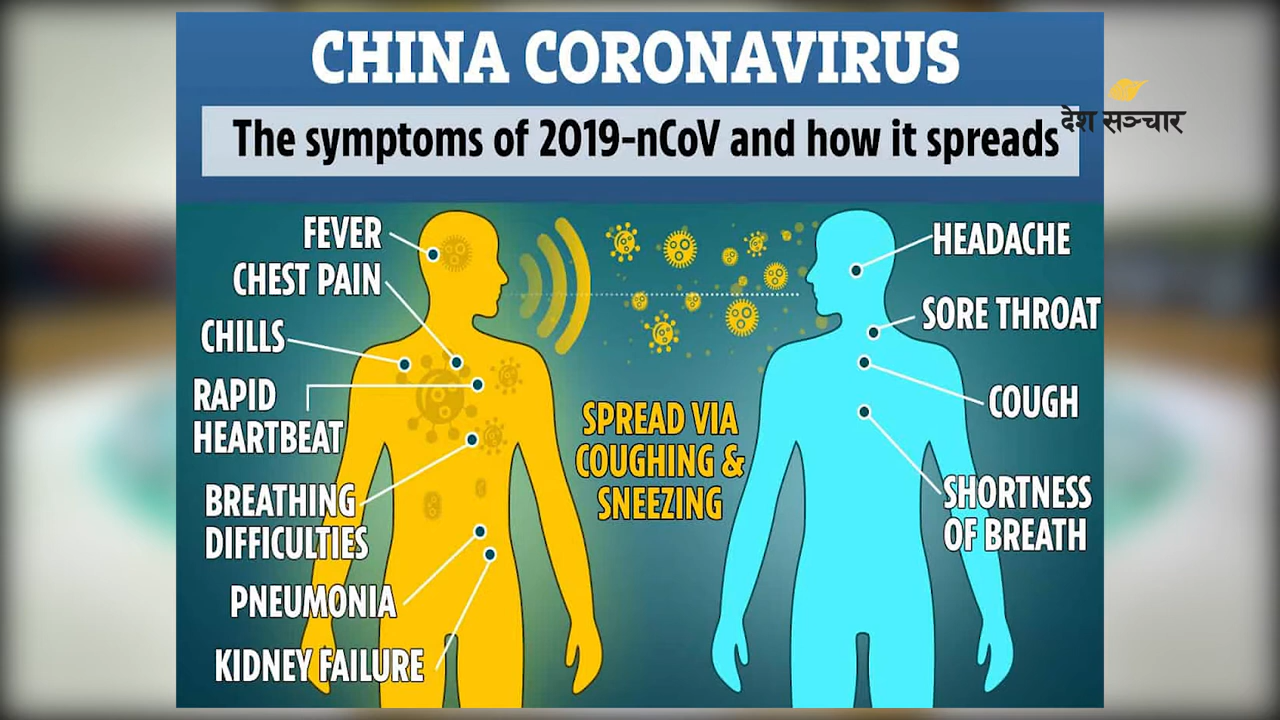 CHINA CORONAVIRUS
The symptoms of 2019-nCoV and how it spreads
देश सञ्चार
FEVER
CHEST PAIN
CHILLS
RAPID
HEARTBEAT
BREATHING
DIFFICULTIES
PNEUMONIA
KIDNEY FAILURE
SPREAD VIA
COUGHING &
SNEEZING
HEADACHE
SORE THROAT
COUGH
SHORTNESS
OF BREATH